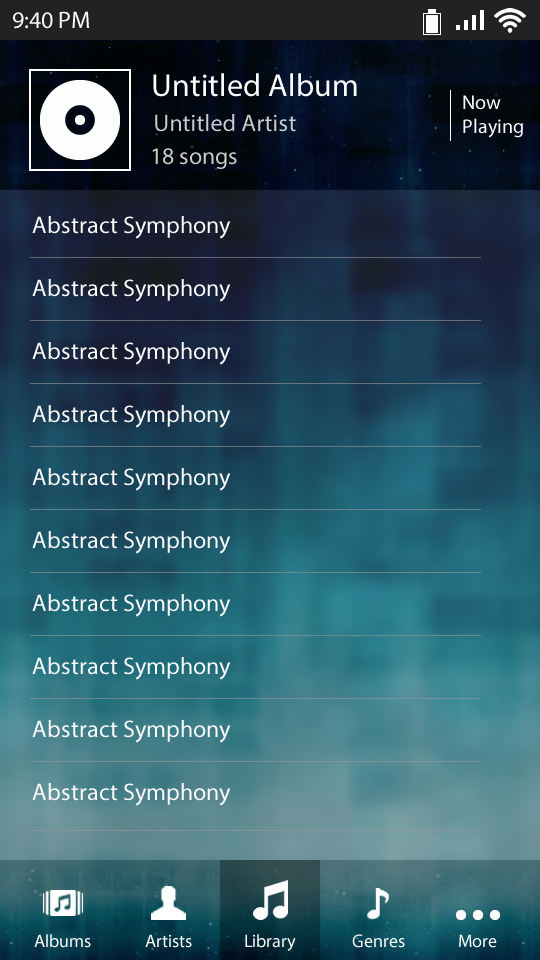 9:40 PM
Untitled Album
Untitled Artist
18 songs
Now
Playing
Abstract Symphony
Abstract Symphony
Abstract Symphony
Abstract Symphony
Abstract Symphony
Abstract Symphony
Abstract Symphony
Abstract Symphony
Abstract Symphony
Abstract Symphony
Albums
Artists
Library
Genres
More